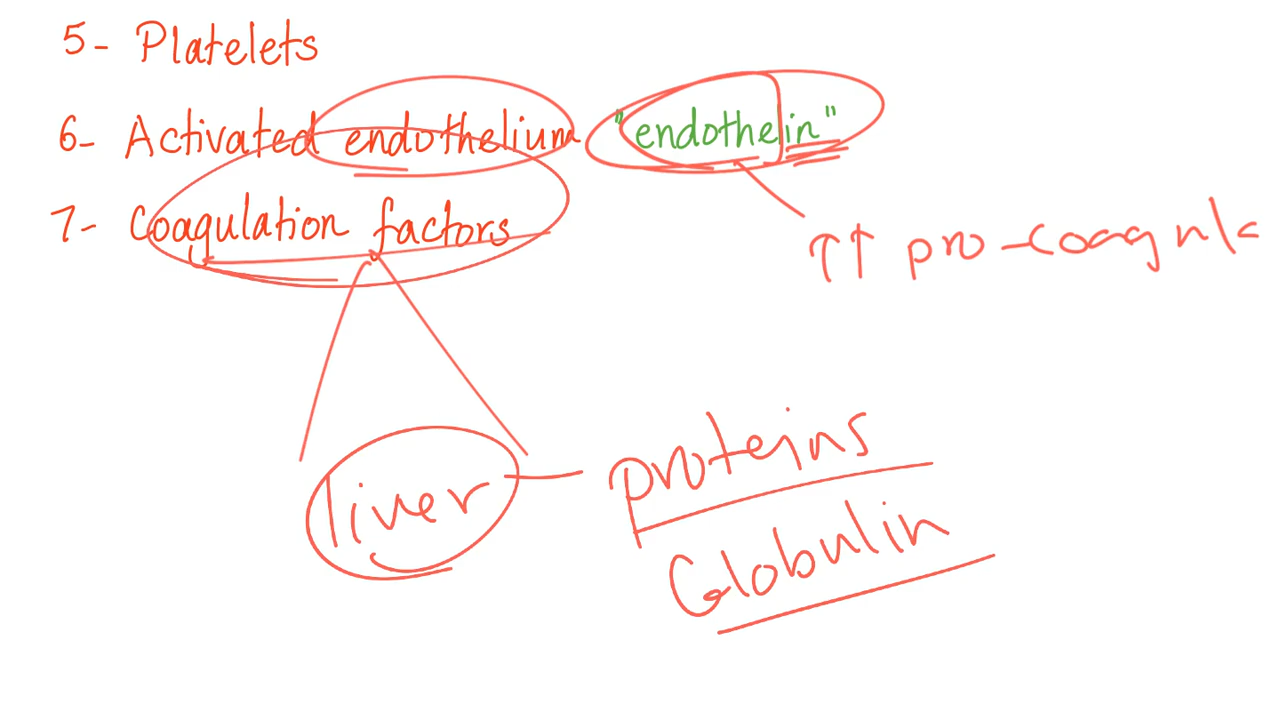 5- Platelets
6- Activated endothelium "endothelin"
7- Coagulation factors
↑↑ pro-coagula
liver
proteins
Globulin